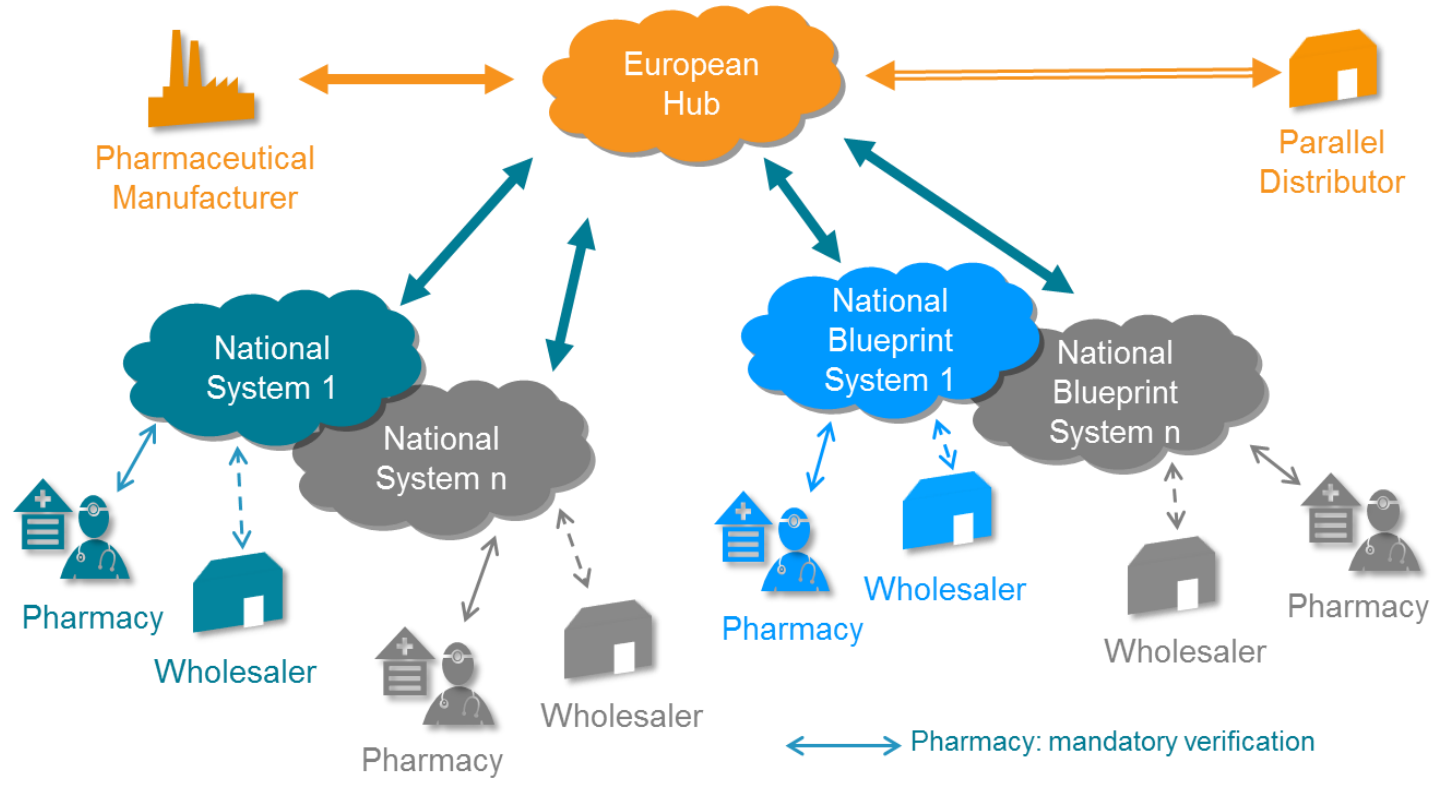 European
Hub
Pharmaceutical
Manufacturer
Parallel
Distributor
National
System 1
National
System n
National
Blueprint
System 1
National
Blueprint
System n
Pharmacy
Wholesaler
Pharmacy
Wholesaler
Pharmacy
Wholesaler
Wholesaler
Pharmacy
Pharmacy: mandatory verification